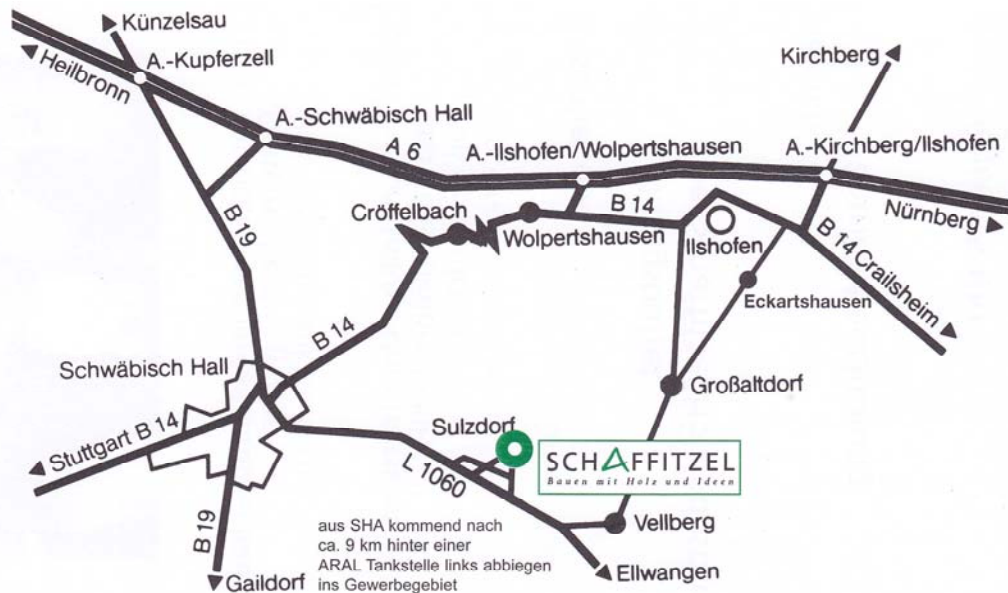 Künzelsau
A.-Kupferzell
Heilbronn
Kirchberg
A.-Schwäbisch Hall
A 6
A.-Ilshofen/Wolpertshausen
A.-Kirchberg/Ilshofen
Nürnberg
B 19
Cröffelbach
B 14
Wolpertshausen
Ilshofen
B 14 Crailsheim
Eckartshausen
B 14
Schwäbisch Hall
Großaltdorf
Stuttgart B 14
Sulzdorf
SCHAFFITZEL
Bauen mit Holz und Ideen
L 1060
B 19
Vellberg
aus SHA kommend nach
ca. 9 km hinter einer
ARAL Tankstelle links abbiegen
ins Gewerbegebiet
Gaildorf
Ellwangen